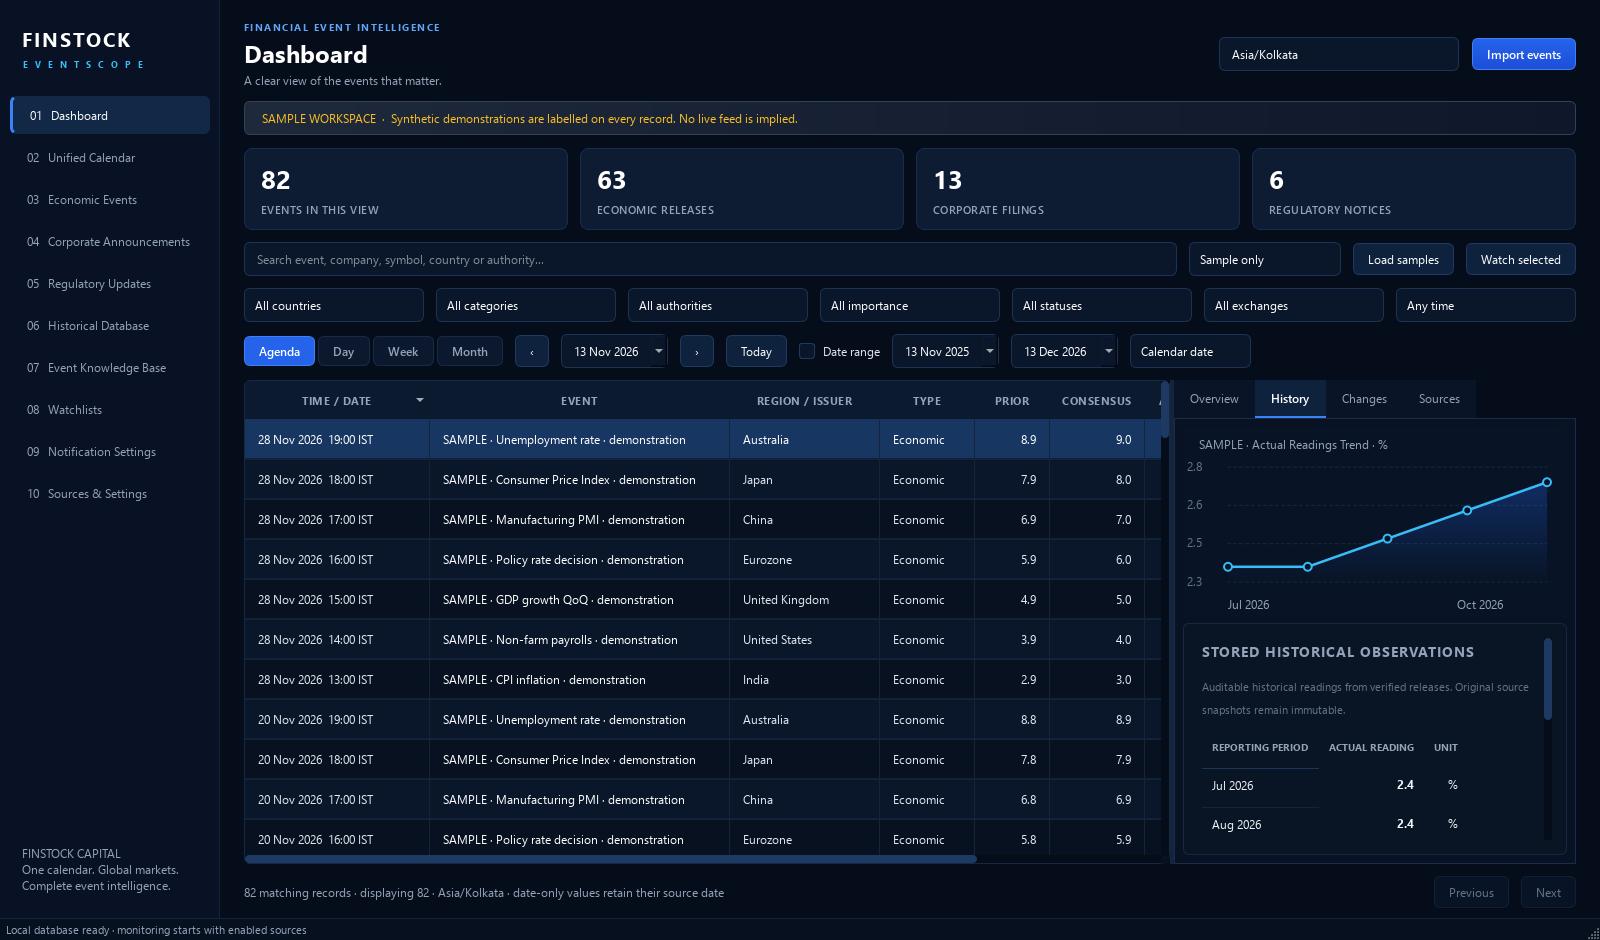 FINSTOCK
EVENTSCOPE
01 Dashboard
02 Unified Calendar
03 Economic Events
04 Corporate Announcements
05 Regulatory Updates
06 Historical Database
07 Event Knowledge Base
08 Watchlists
09 Notification Settings
10 Sources & Settings
FINSTOCK CAPITAL
One calendar. Global markets.
Complete event intelligence.
FINANCIAL EVENT INTELLIGENCE
Dashboard
A clear view of the events that matter.
Asia/Kolkata
Import events
SAMPLE WORKSPACE · Synthetic demonstrations are labelled on every record. No live feed is implied.
82
EVENTS IN THIS VIEW
63
ECONOMIC RELEASES
13
CORPORATE FILINGS
6
REGULATORY NOTICES
Search event, company, symbol, country or authority...
Sample only
Load samples
Watch selected
All countries
All categories
All authorities
All importance
All statuses
All exchanges
Any time
Agenda Day Week Month ‹ 13 Nov 2026 › Today Date range 13 Nov 2025 13 Dec 2026 Calendar date
TIME / DATE EVENT REGION / ISSUER TYPE PRIOR CONSENSUS
28 Nov 2026 19:00 IST SAMPLE · Unemployment rate · demonstration Australia Economic 8.9 9.0
28 Nov 2026 18:00 IST SAMPLE · Consumer Price Index · demonstration Japan Economic 7.9 8.0
28 Nov 2026 17:00 IST SAMPLE · Manufacturing PMI · demonstration China Economic 6.9 7.0
28 Nov 2026 16:00 IST SAMPLE · Policy rate decision · demonstration Eurozone Economic 5.9 6.0
28 Nov 2026 15:00 IST SAMPLE · GDP growth QoQ · demonstration United Kingdom Economic 4.9 5.0
28 Nov 2026 14:00 IST SAMPLE · Non-farm payrolls · demonstration United States Economic 3.9 4.0
28 Nov 2026 13:00 IST SAMPLE · CPI inflation · demonstration India Economic 2.9 3.0
20 Nov 2026 19:00 IST SAMPLE · Unemployment rate · demonstration Australia Economic 8.8 8.9
20 Nov 2026 18:00 IST SAMPLE · Consumer Price Index · demonstration Japan Economic 7.8 7.9
20 Nov 2026 17:00 IST SAMPLE · Manufacturing PMI · demonstration China Economic 6.8 6.9
20 Nov 2026 16:00 IST SAMPLE · Policy rate decision · demonstration Eurozone Economic 5.8 5.9
Overview History Changes Sources
SAMPLE · Actual Readings Trend · %
2.8
2.6
2.5
2.3
Jul 2026 Oct 2026
STORED HISTORICAL OBSERVATIONS
Auditable historical readings from verified releases. Original source
snapshots remain immutable.
REPORTING PERIOD ACTUAL READING UNIT
Jul 2026 2.4 %
Aug 2026 2.4 %
82 matching records · displaying 82 · Asia/Kolkata · date-only values retain their source date
Previous Next
Local database ready · monitoring starts with enabled sources